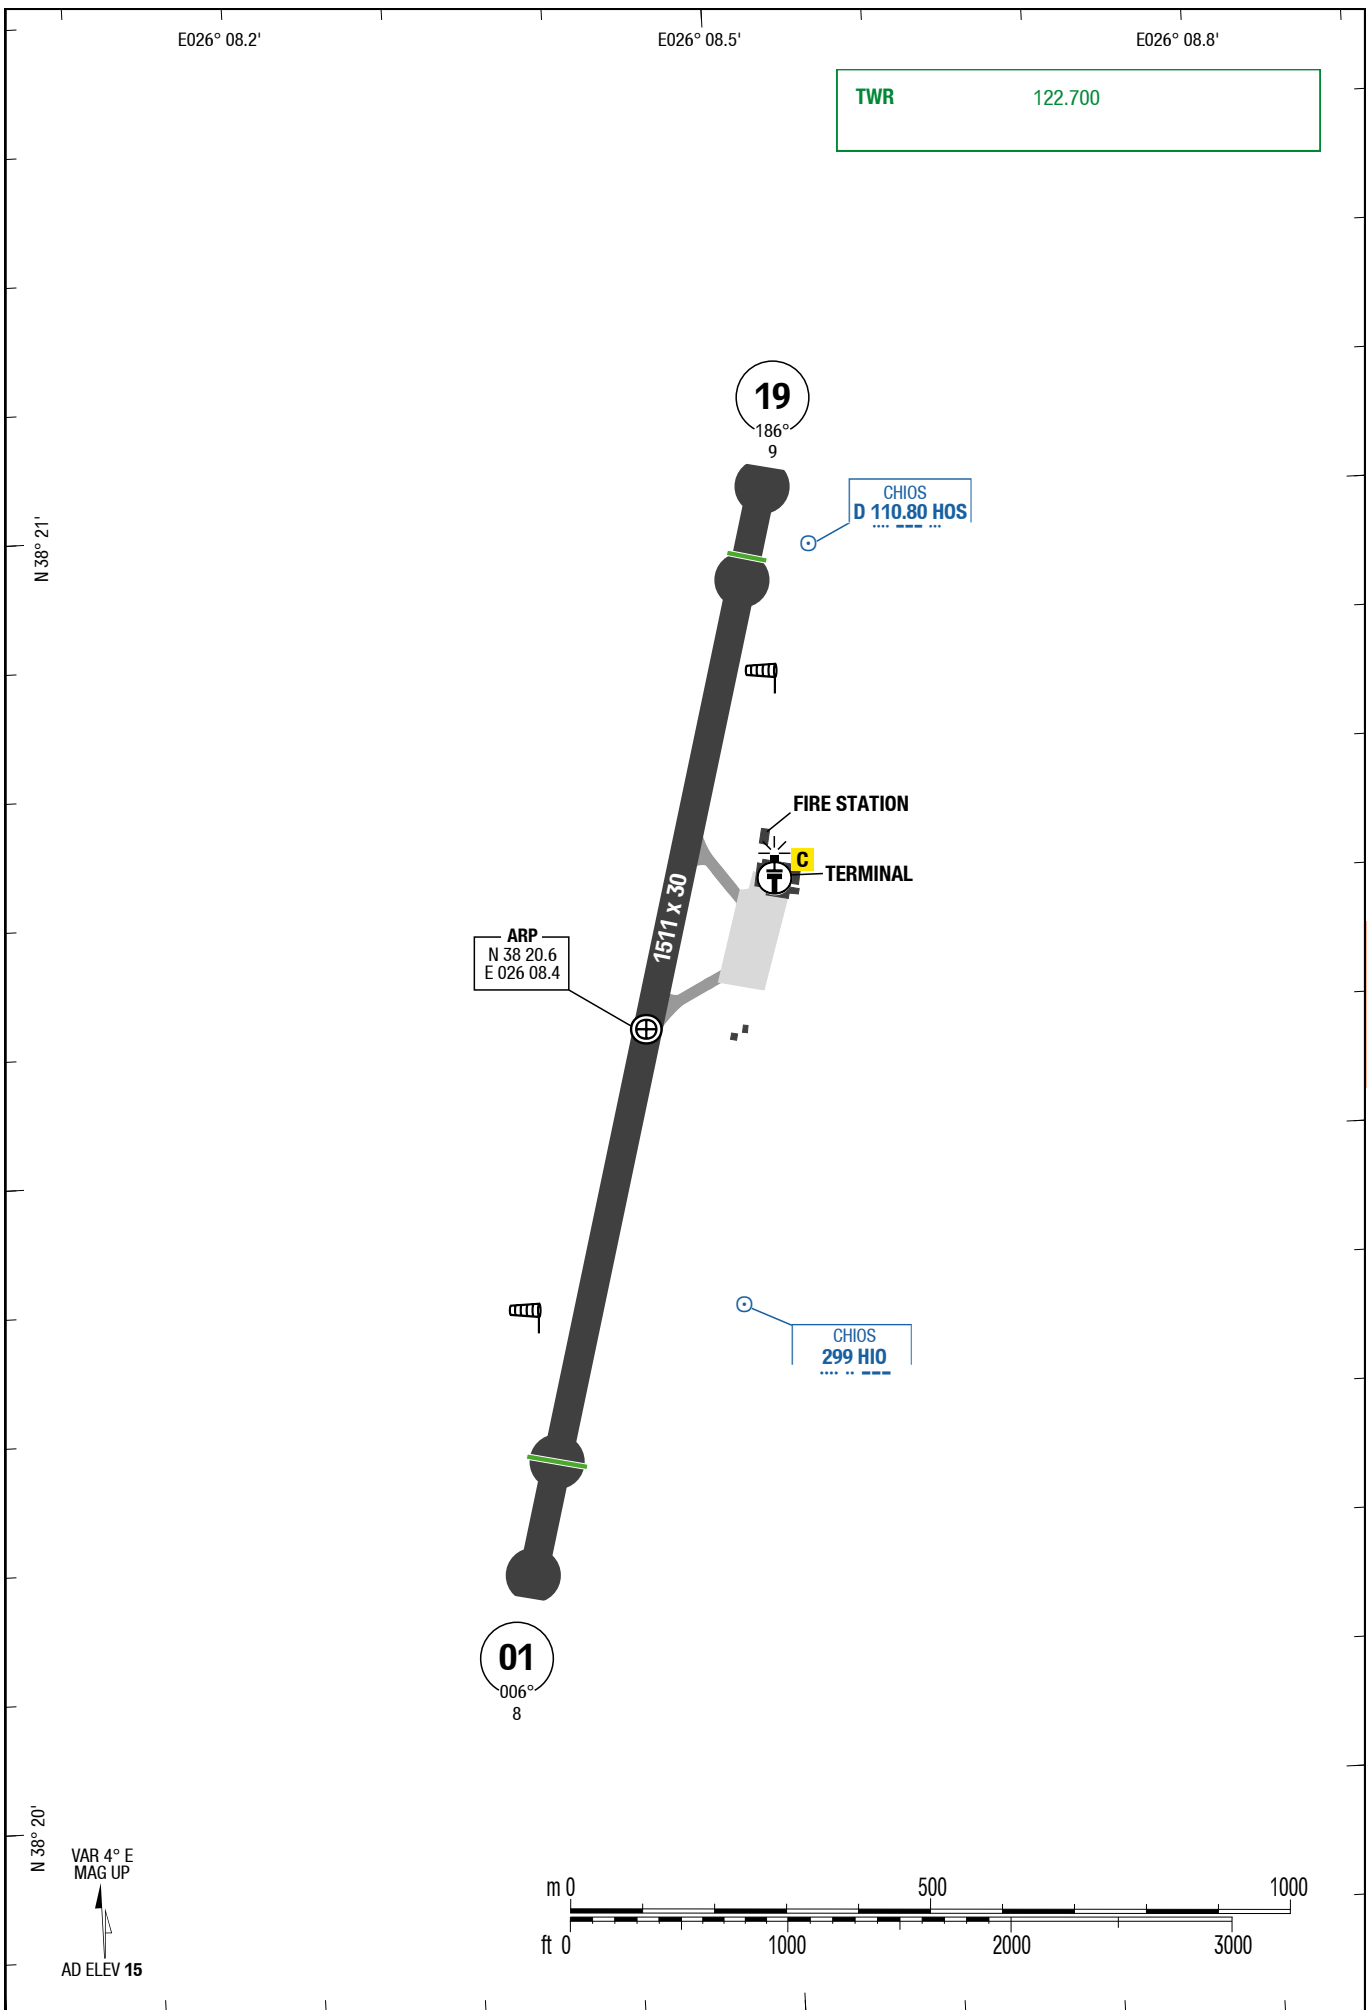 E026° 08.2' E026° 08.5' E026° 08.8'
TWR 122.700
19
186°
9
CHIOS
D 110.80 HOS
N 38° 21'
FIRE STATION
C
TERMINAL
1511 x 30
ARP
N 38 20.6
E 026 08.4
CHIOS
299 HIO
01
006°
8
N 38° 20'
VAR 4° E
MAG UP
AD ELEV 15
m 0 500 1000
ft 0 1000 2000 3000